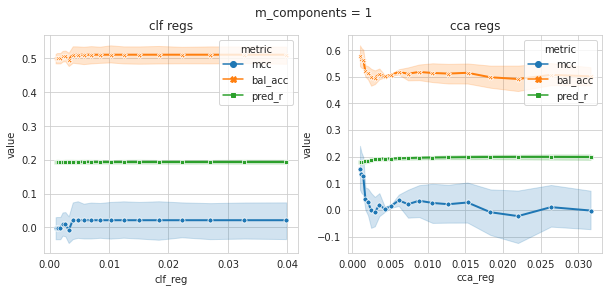 m_components = 1
clf regs
value
0.5
0.4
0.3
0.2
0.1
0.0
metric
mcc
bal_acc
pred_r
0.00
0.01
0.02
0.03
0.04
clf_reg
cca regs
value
0.6
0.5
0.4
0.3
0.2
0.1
0.0
−0.1
metric
mcc
bal_acc
pred_r
0.000
0.005
0.010
0.015
0.020
0.025
0.030
cca_reg